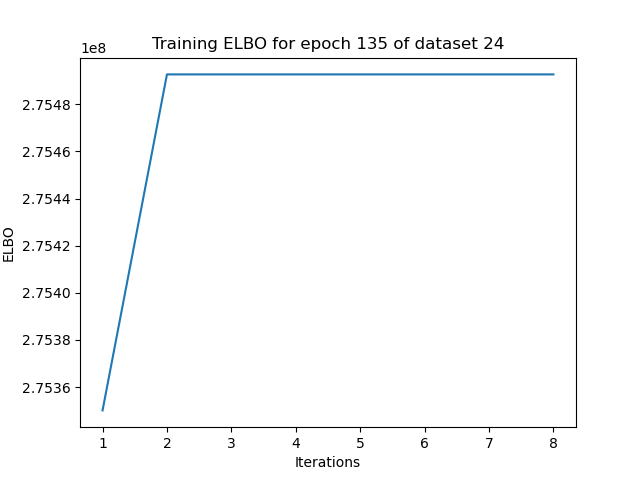 Training ELBO for epoch 135 of dataset 24
1e8
2.7548
2.7546
2.7544
2.7542
2.7540
2.7538
2.7536
ELBO
1 2 3 4 5 6 7 8
Iterations